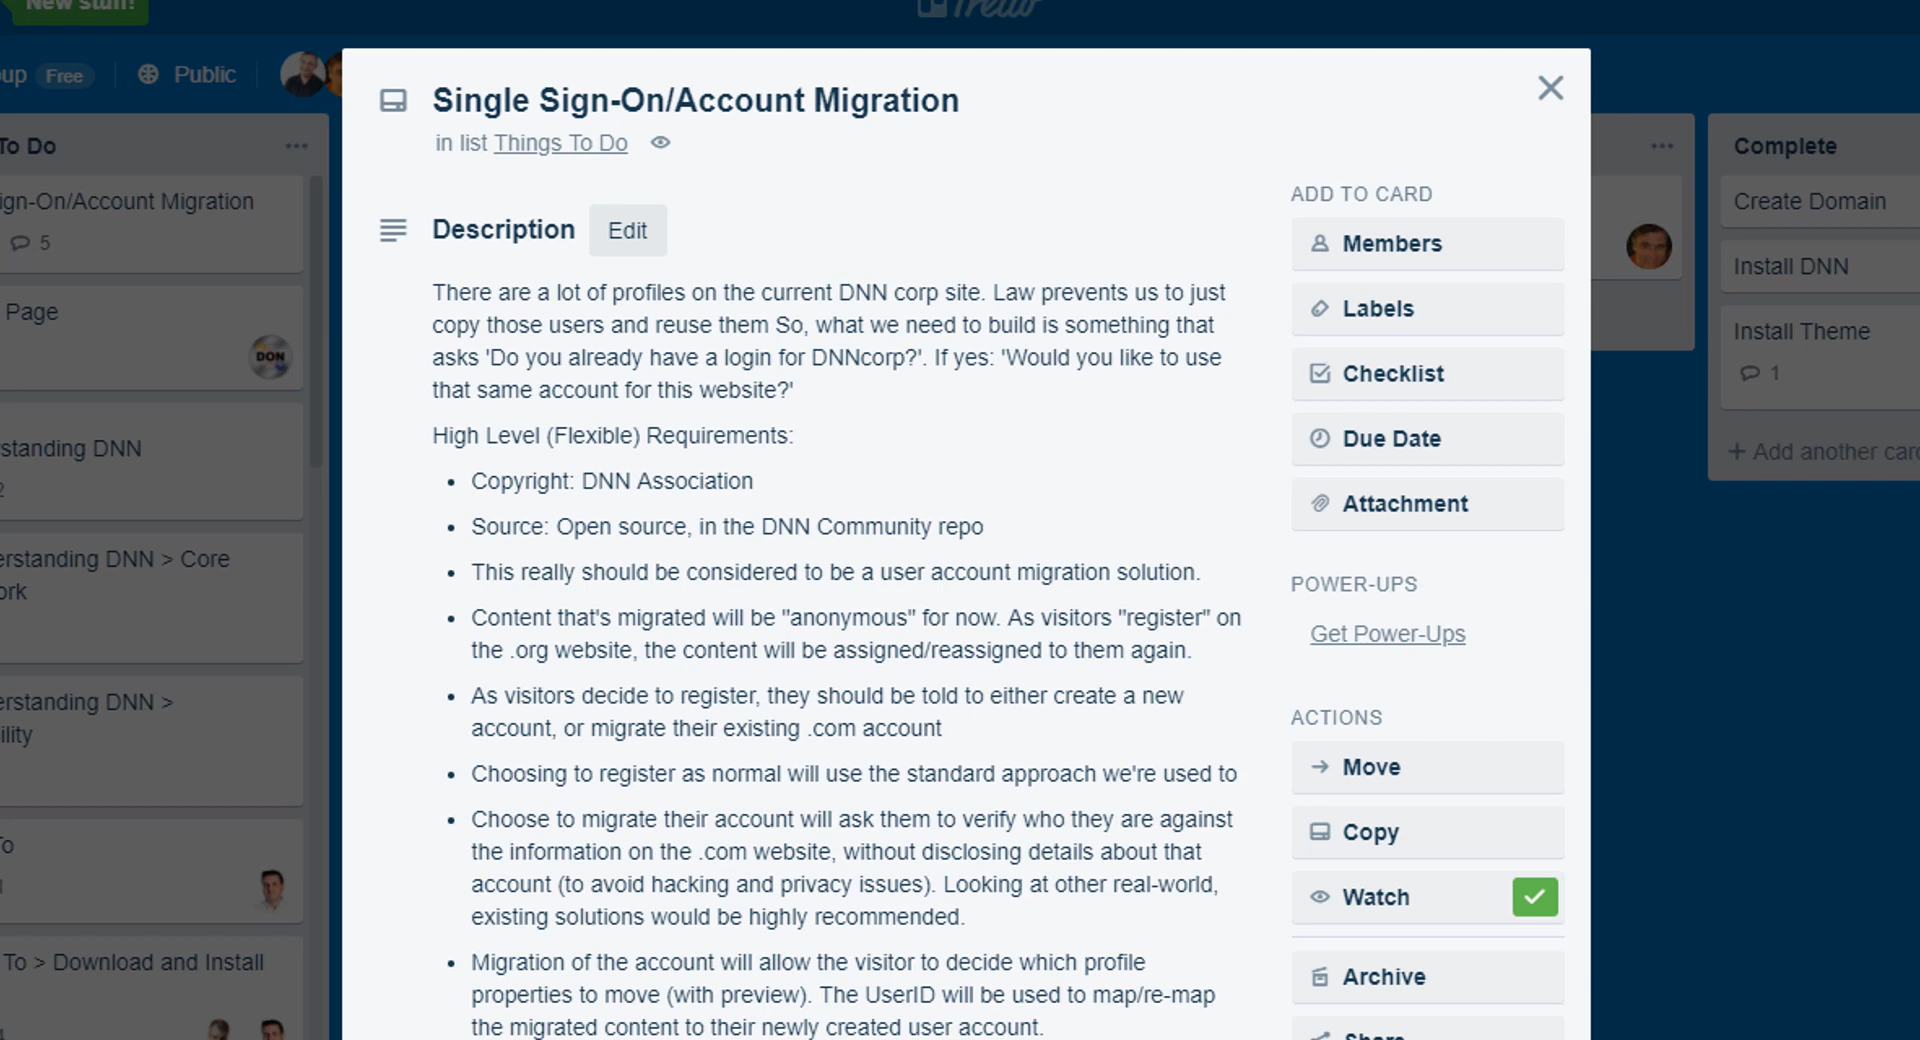 New stuff!
Trello
up Free Public
To Do
ign-On/Account Migration
5
Page
DON
standing DNN
2
erstanding DNN > Core
ork
erstanding DNN >
ility
To > Download and Install
Single Sign-On/Account Migration
in list Things To Do
Description Edit
There are a lot of profiles on the current DNN corp site. Law prevents us to just
copy those users and reuse them So, what we need to build is something that
asks 'Do you already have a login for DNNcorp?'. If yes: 'Would you like to use
that same account for this website?'
High Level (Flexible) Requirements:
• Copyright: DNN Association
• Source: Open source, in the DNN Community repo
• This really should be considered to be a user account migration solution.
• Content that's migrated will be "anonymous" for now. As visitors "register" on
the .org website, the content will be assigned/reassigned to them again.
• As visitors decide to register, they should be told to either create a new
account, or migrate their existing .com account
• Choosing to register as normal will use the standard approach we're used to
• Choose to migrate their account will ask them to verify who they are against
the information on the .com website, without disclosing details about that
account (to avoid hacking and privacy issues). Looking at other real-world,
existing solutions would be highly recommended.
• Migration of the account will allow the visitor to decide which profile
properties to move (with preview). The UserID will be used to map/re-map
the migrated content to their newly created user account.
ADD TO CARD
Members
Labels
Checklist
Due Date
Attachment
POWER-UPS
Get Power-Ups
ACTIONS
Move
Copy
Watch
Archive
Share
Complete
Create Domain
Install DNN
Install Theme
1
+ Add another card